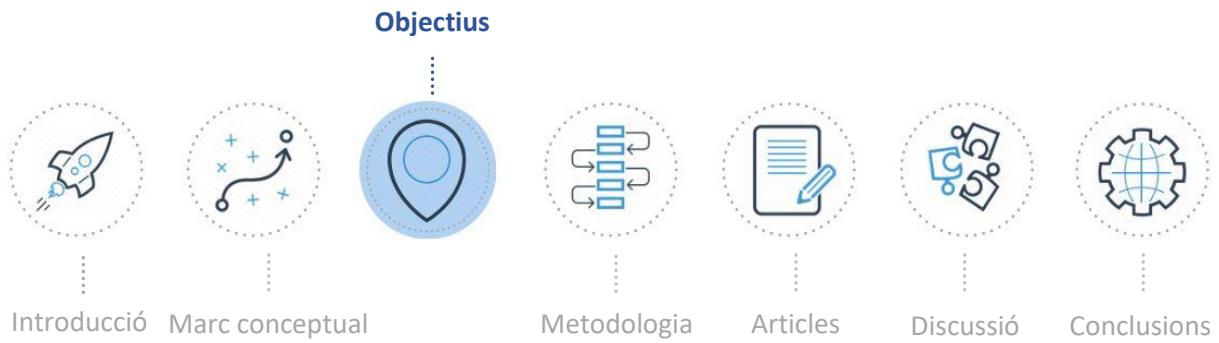 Objectius
Introducció Marc conceptual Metodologia Articles Discussió Conclusions